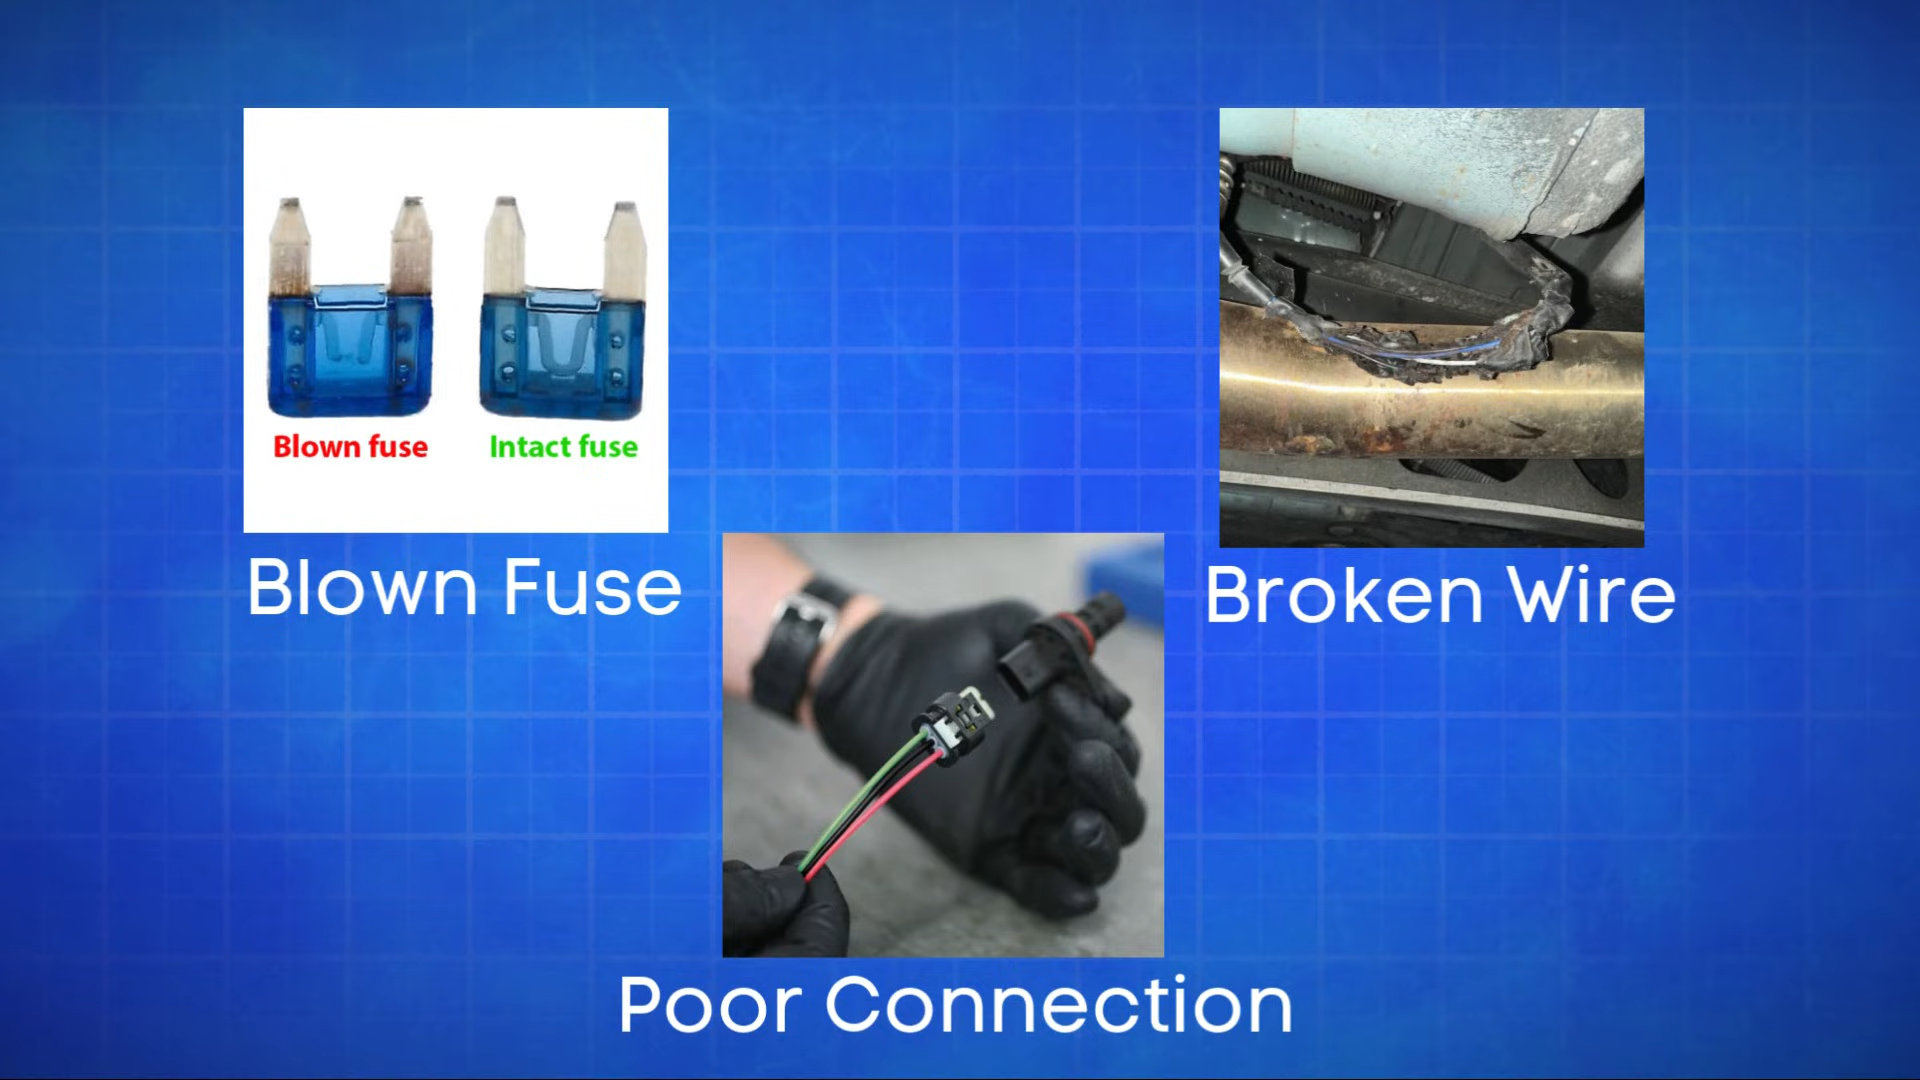 Blown fuse
Intact fuse
Blown Fuse
Broken Wire
Poor Connection